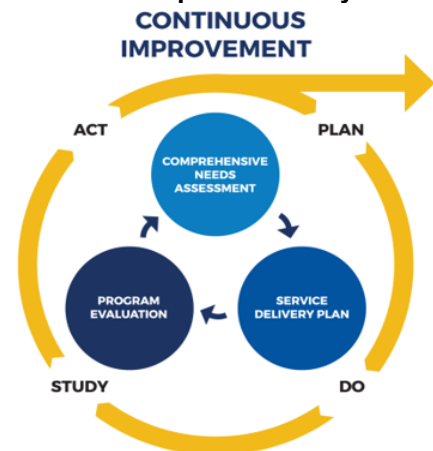 CONTINUOUS
IMPROVEMENT
ACT
PLAN
COMPREHENSIVE
NEEDS
ASSESSMENT
PROGRAM
EVALUATION
SERVICE
DELIVERY PLAN
STUDY
DO